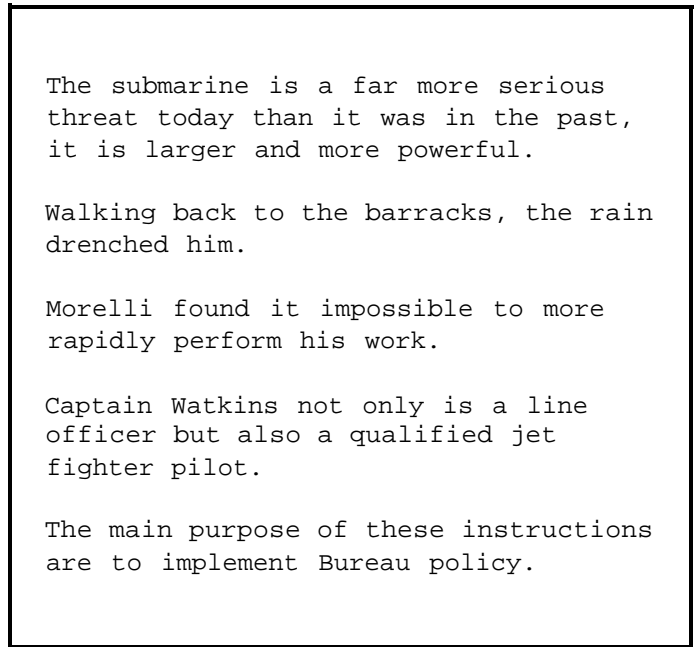 The submarine is a far more serious
threat today than it was in the past,
it is larger and more powerful.
Walking back to the barracks, the rain
drenched him.
Morelli found it impossible to more
rapidly perform his work.
Captain Watkins not only is a line
officer but also a qualified jet
fighter pilot.
The main purpose of these instructions
are to implement Bureau policy.